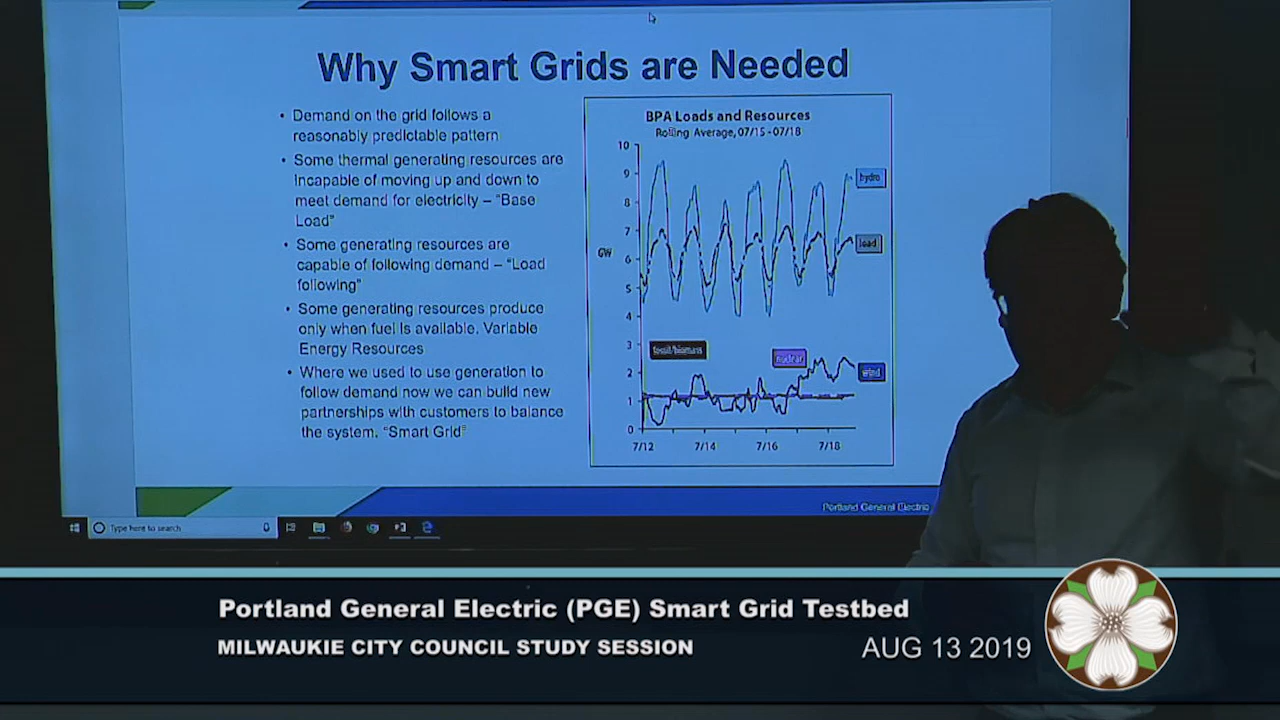 Why Smart Grids are Needed
• Demand on the grid follows a
reasonably predictable pattern
• Some thermal generating resources are
incapable of moving up and down to
meet demand for electricity – "Base
Load"
• Some generating resources are
capable of following demand – "Load
following"
• Some generating resources produce
only when fuel is available. Variable
Energy Resources
• Where we used to use generation to
follow demand now we can build new
partnerships with customers to balance
the system. "Smart Grid"
BPA Loads and Resources
Rolling Average, 07/15 - 07/18
10
9
hydro
8
7
load
GW
6
5
4
3
fossil/biomass
nuclear
2
wind
1
0
7/12 7/14 7/16 7/18
Portland General Electric
Type here to search
Portland General Electric (PGE) Smart Grid Testbed
MILWAUKIE CITY COUNCIL STUDY SESSION
AUG 13 2019